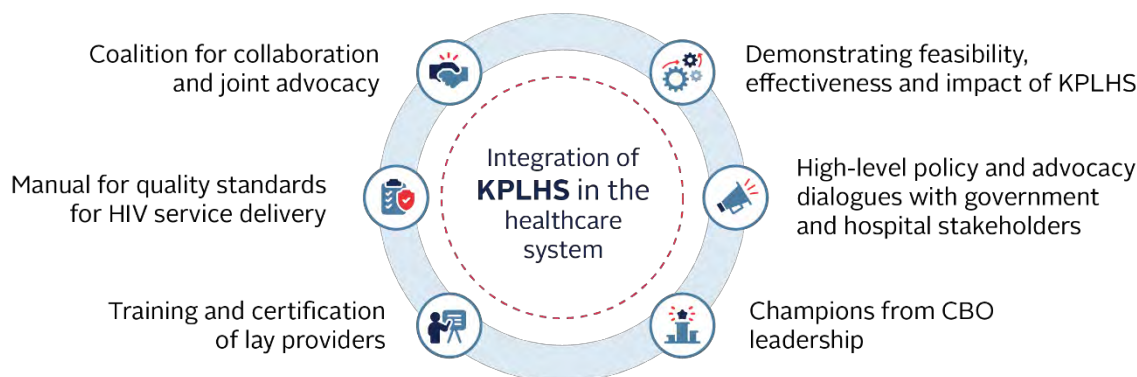 Coalition for collaboration
and joint advocacy
Manual for quality standards
for HIV service delivery
Training and certification
of lay providers
Integration of
KPLHS in the
healthcare
system
Demonstrating feasibility,
effectiveness and impact of KPLHS
High-level policy and advocacy
dialogues with government
and hospital stakeholders
Champions from CBO
leadership